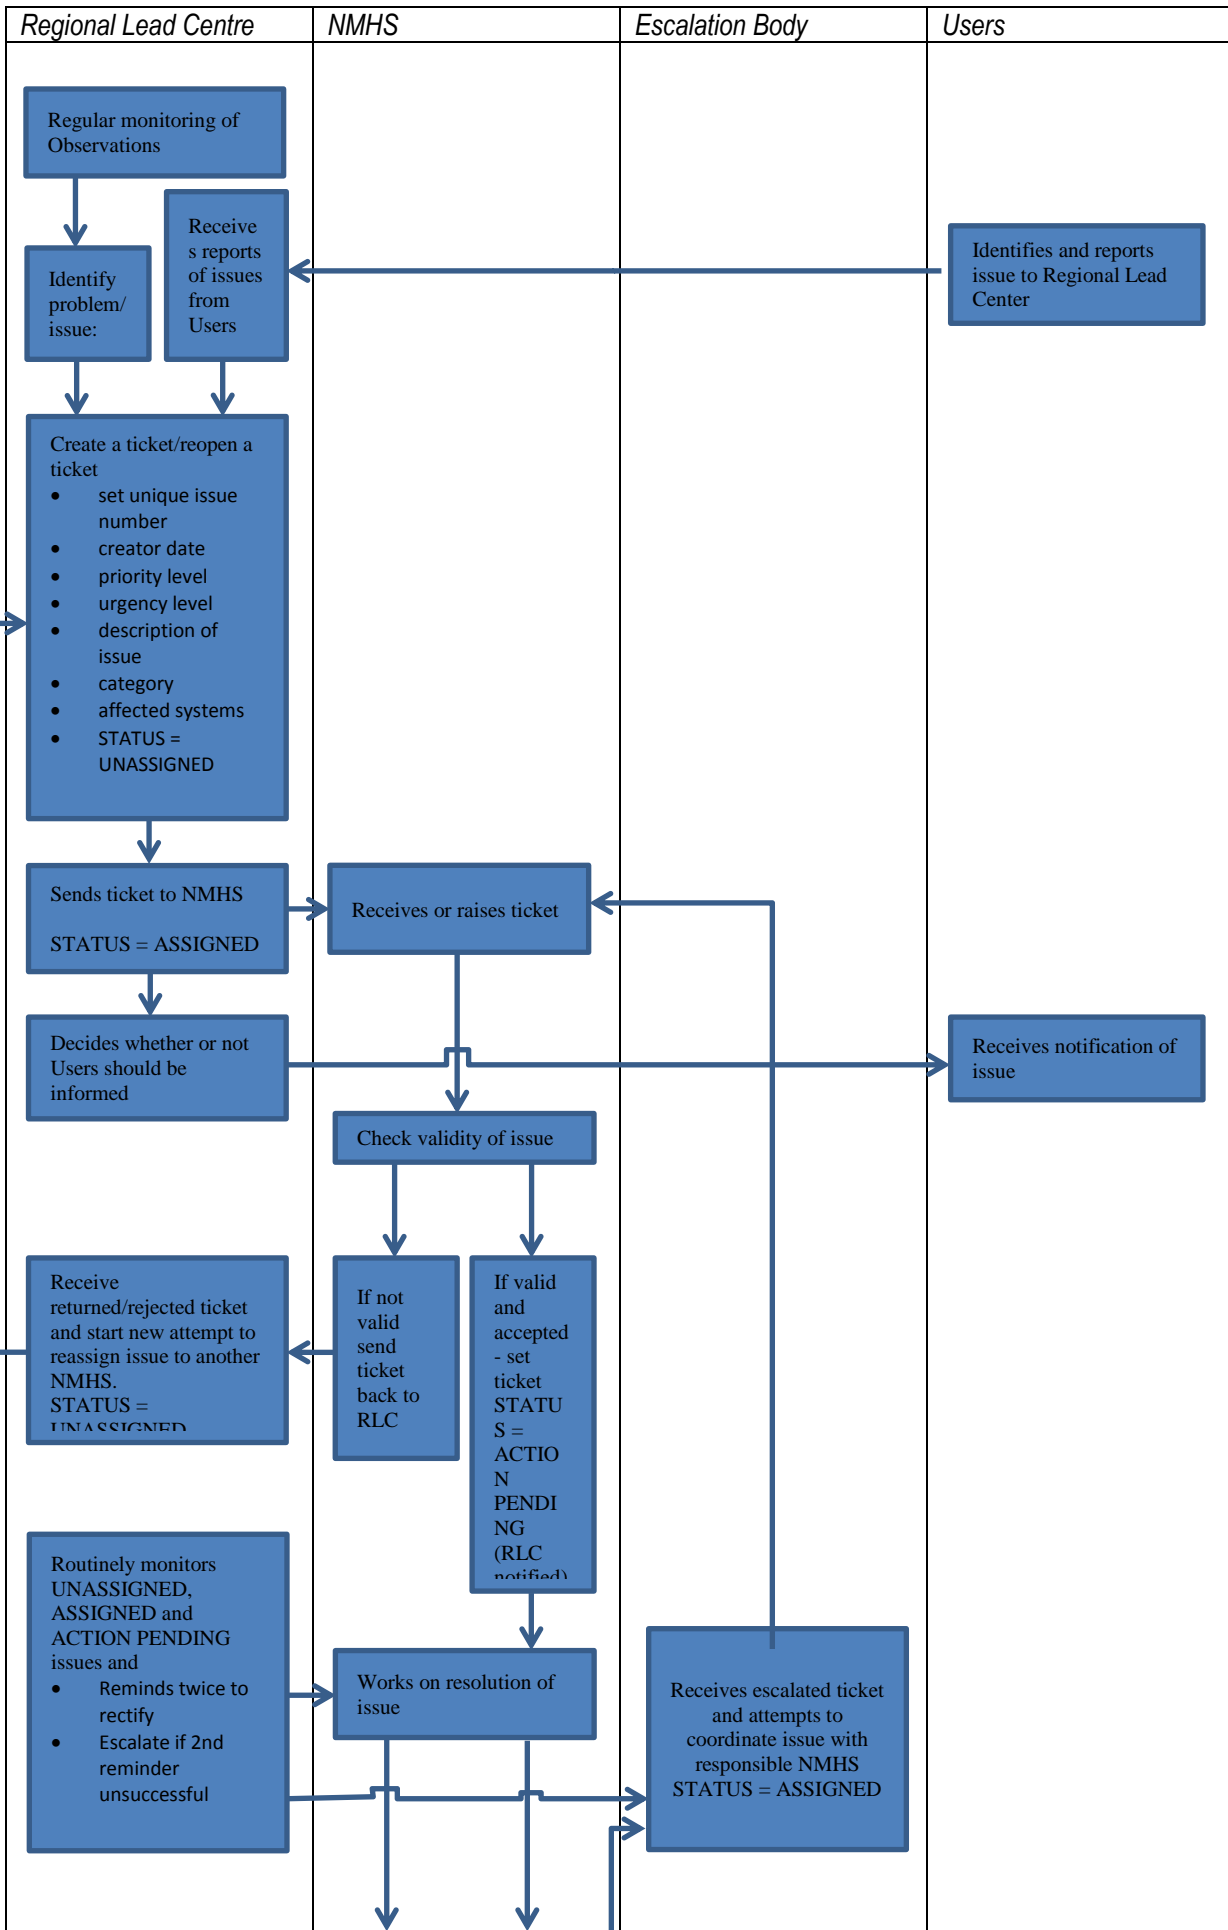 Regional Lead Centre
NMHS
Escalation Body
Users
Regular monitoring of
Observations
Receive
s reports
of issues
from
Users
Identifies and reports
issue to Regional Lead
Center
Identify
problem/
issue:
Create a ticket/reopen a
ticket
• set unique issue
number
• creator date
• priority level
• urgency level
• description of
issue
• category
• affected systems
• STATUS =
UNASSIGNED
Sends ticket to NMHS
STATUS = ASSIGNED
Receives or raises ticket
Decides whether or not
Users should be
informed
Receives notification of
issue
Check validity of issue
Receive
returned/rejected ticket
and start new attempt to
reassign issue to another
NMHS.
STATUS =
UNASSIGNED
If not
valid
send
ticket
back to
RLC
If valid
and
accepted
- set
ticket
STATU
S =
ACTIO
N
PENDI
NG
(RLC
notified)
Routinely monitors
UNASSIGNED,
ASSIGNED and
ACTION PENDING
issues and
• Reminds twice to
rectify
• Escalate if 2nd
reminder
unsuccessful
Works on resolution of
issue
Receives escalated ticket
and attempts to
coordinate issue with
responsible NMHS
STATUS = ASSIGNED